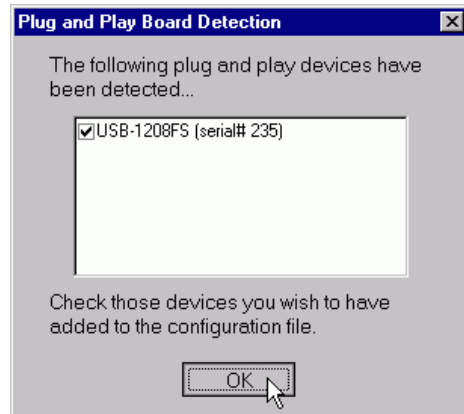 Plug and Play Board Detection
The following plug and play devices have
been detected...
USB-1208FS (serial# 235)
Check those devices you wish to have
added to the configuration file.
OK